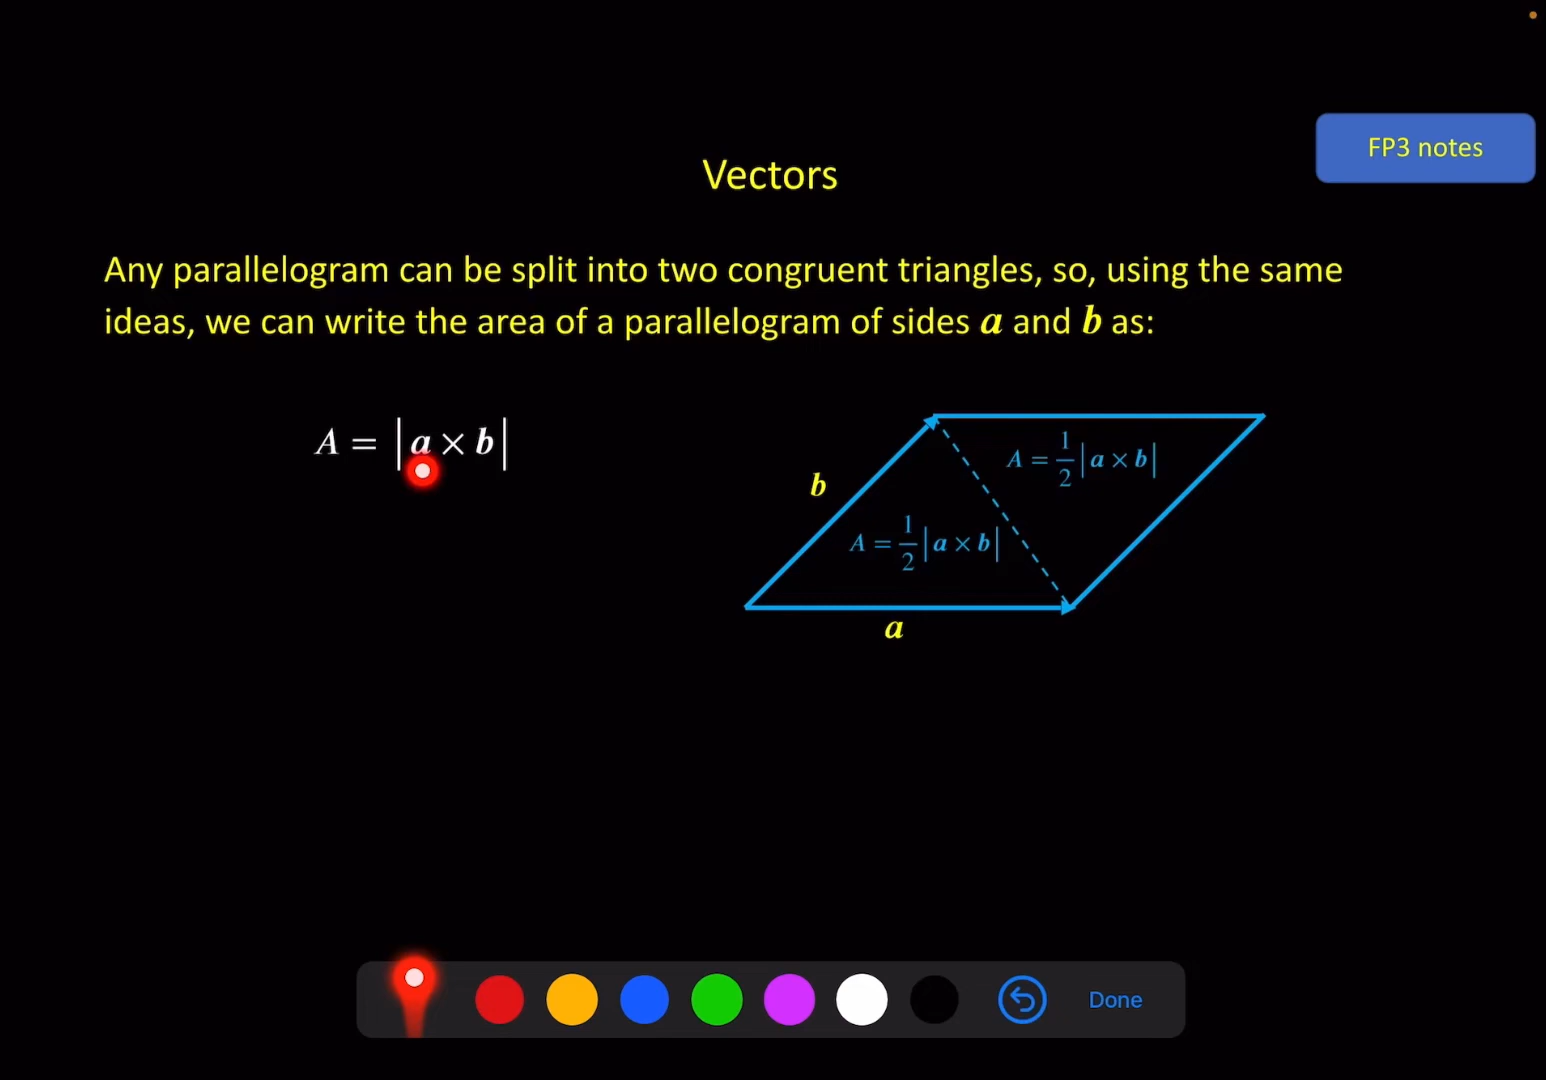 FP3 notes
Vectors
Any parallelogram can be split into two congruent triangles, so, using the same
ideas, we can write the area of a parallelogram of sides a and b as:
A = |a × b|
b
A = 1/2 |a × b|
A = 1/2 |a × b|
a
Done